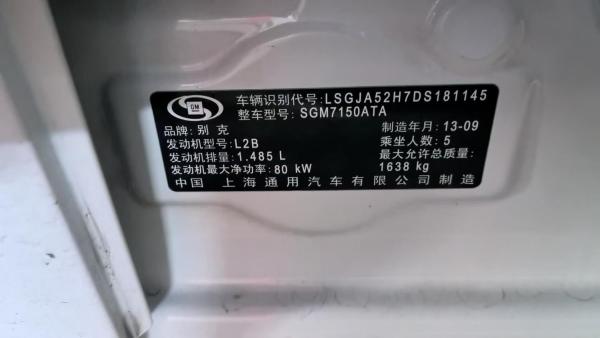 GM
车辆识别代号:LSGJA52H7DS181145
整车型号: SGM7150ATA
品牌: 别 克 制造年月:13-09
发动机型号: L2B 乘坐人数: 5
发动机排量: 1.485 L 最大允许总质量:
发动机最大净功率: 80 kW 1638 kg
中国 上海通用汽车有限公司制造